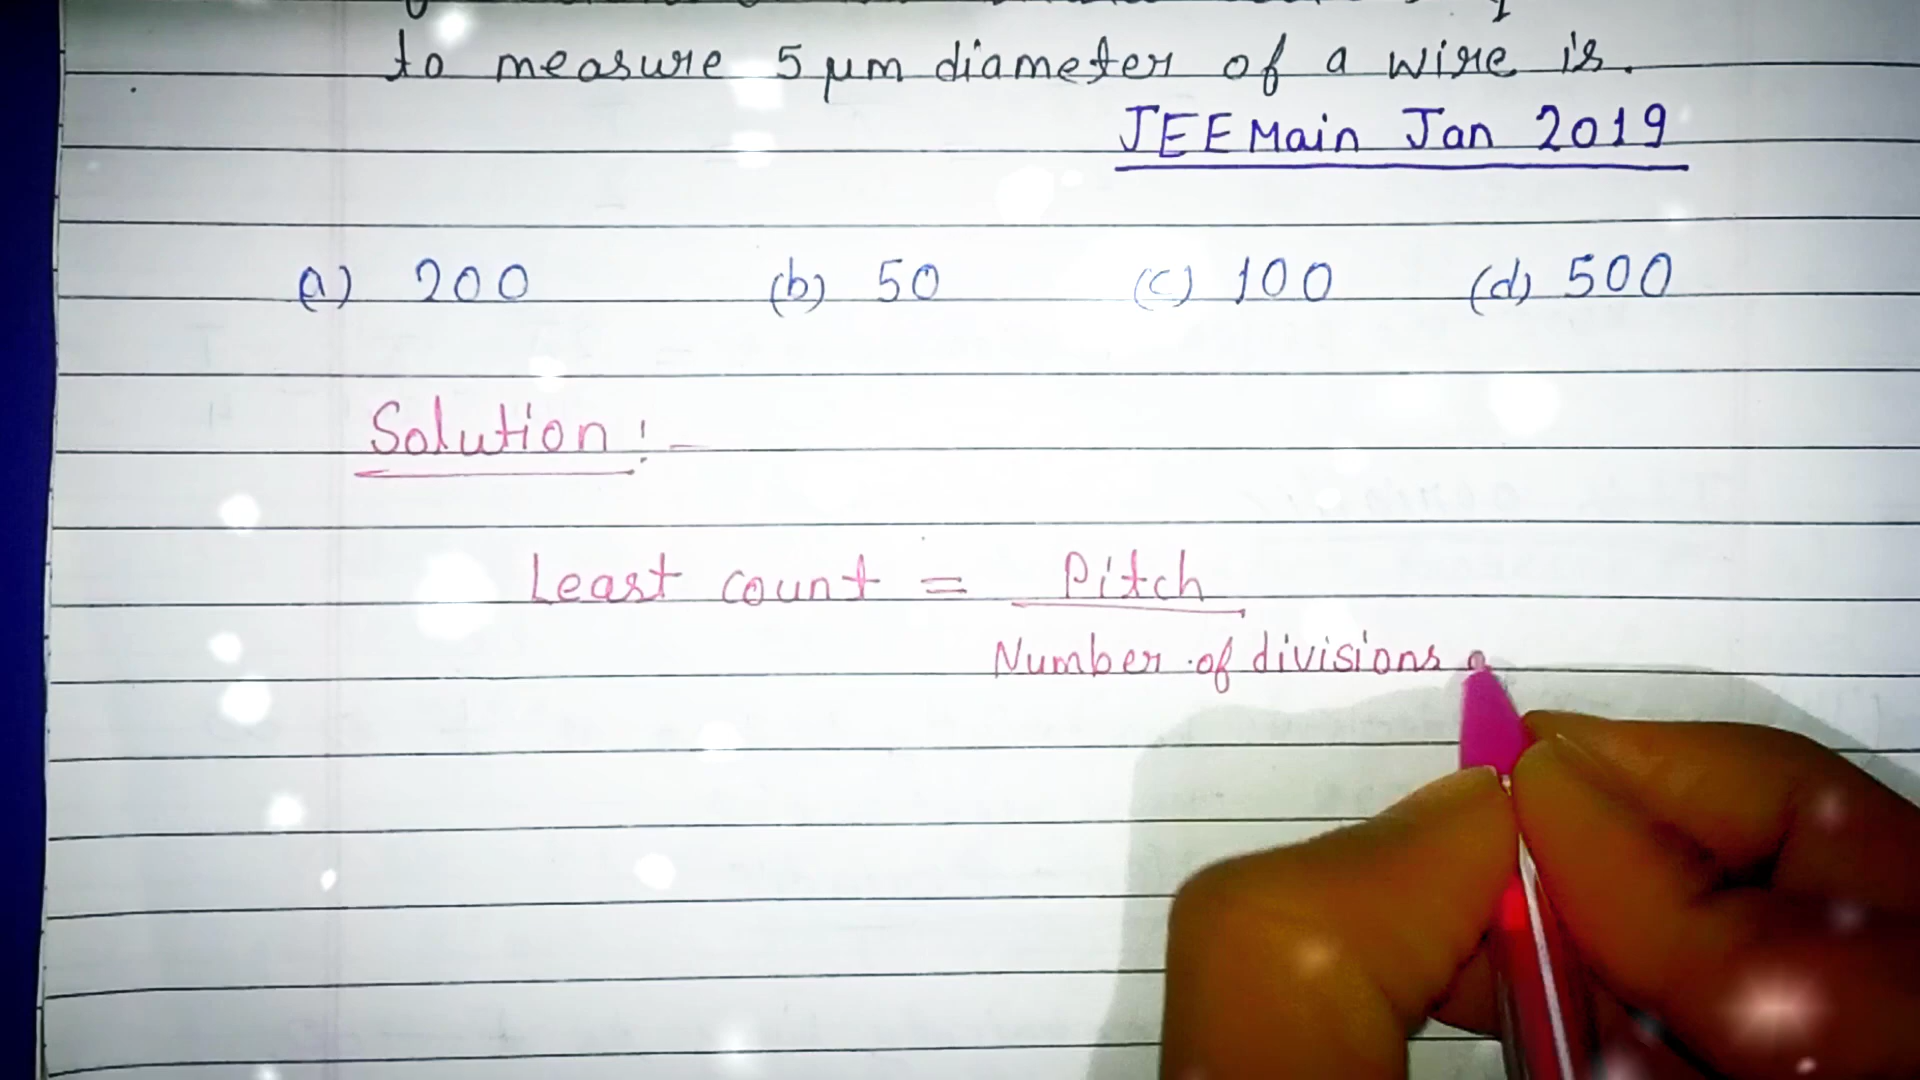 to measure 5 μm diameter of a wire is.
JEE Main Jan 2019
(a) 200 (b) 50 (c) 100 (d) 500
Solution :-
Least count = Pitch
Number of divisions